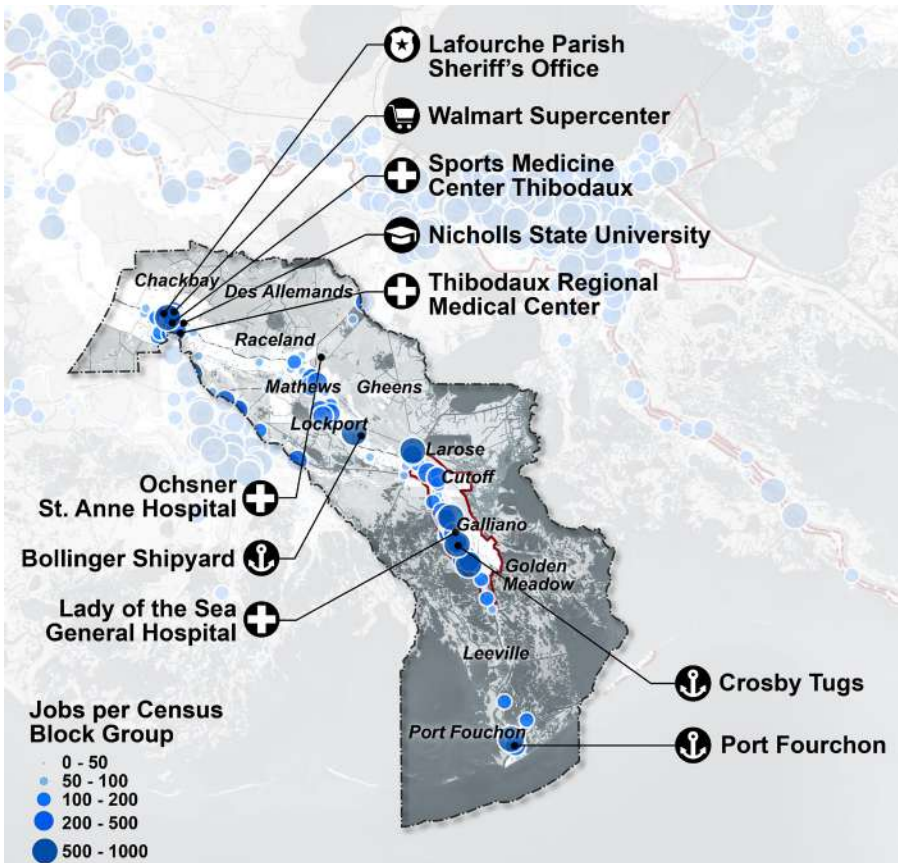 Lafourche Parish
Sheriff's Office
Walmart Supercenter
Sports Medicine
Center Thibodaux
Nicholls State University
Thibodaux Regional
Medical Center
Chackbay
Des Allemands
Raceland
Mathews
Gheens
Lockport
Larose
Cutoff
Galliano
Golden
Meadow
Leeville
Port Fouchon
Ochsner
St. Anne Hospital
Bollinger Shipyard
Lady of the Sea
General Hospital
Crosby Tugs
Port Fourchon
Jobs per Census
Block Group
0 - 50
50 - 100
100 - 200
200 - 500
500 - 1000